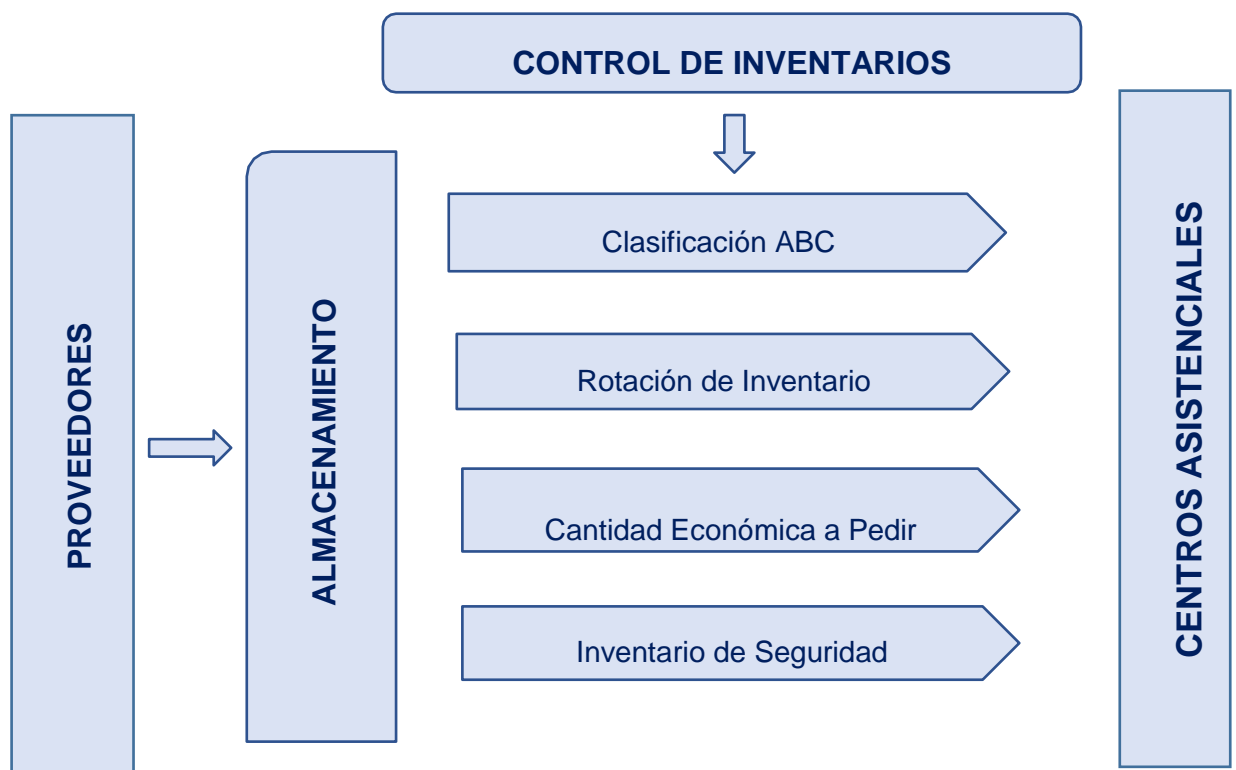 CONTROL DE INVENTARIOS
PROVEEDORES
ALMACENAMIENTO
Clasificación ABC
Rotación de Inventario
Cantidad Económica a Pedir
Inventario de Seguridad
CENTROS ASISTENCIALES